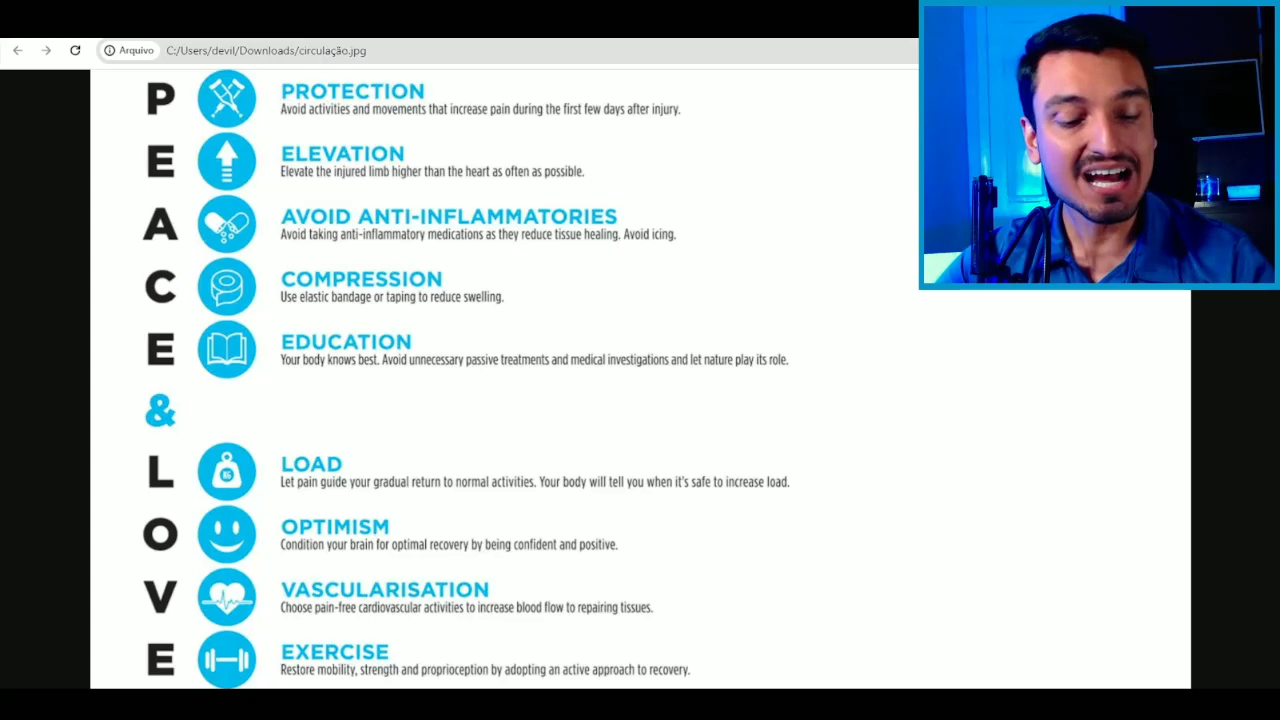 Arquivo C:/Users/devil/Downloads/circulação.jpg
P PROTECTION
Avoid activities and movements that increase pain during the first few days after injury.
E ELEVATION
Elevate the injured limb higher than the heart as often as possible.
A AVOID ANTI-INFLAMMATORIES
Avoid taking anti-inflammatory medications as they reduce tissue healing. Avoid icing.
C COMPRESSION
Use elastic bandage or taping to reduce swelling.
E EDUCATION
Your body knows best. Avoid unnecessary passive treatments and medical investigations and let nature play its role.
&
L KG LOAD
Let pain guide your gradual return to normal activities. Your body will tell you when it's safe to increase load.
O OPTIMISM
Condition your brain for optimal recovery by being confident and positive.
V VASCULARISATION
Choose pain-free cardiovascular activities to increase blood flow to repairing tissues.
E EXERCISE
Restore mobility, strength and proprioception by adopting an active approach to recovery.